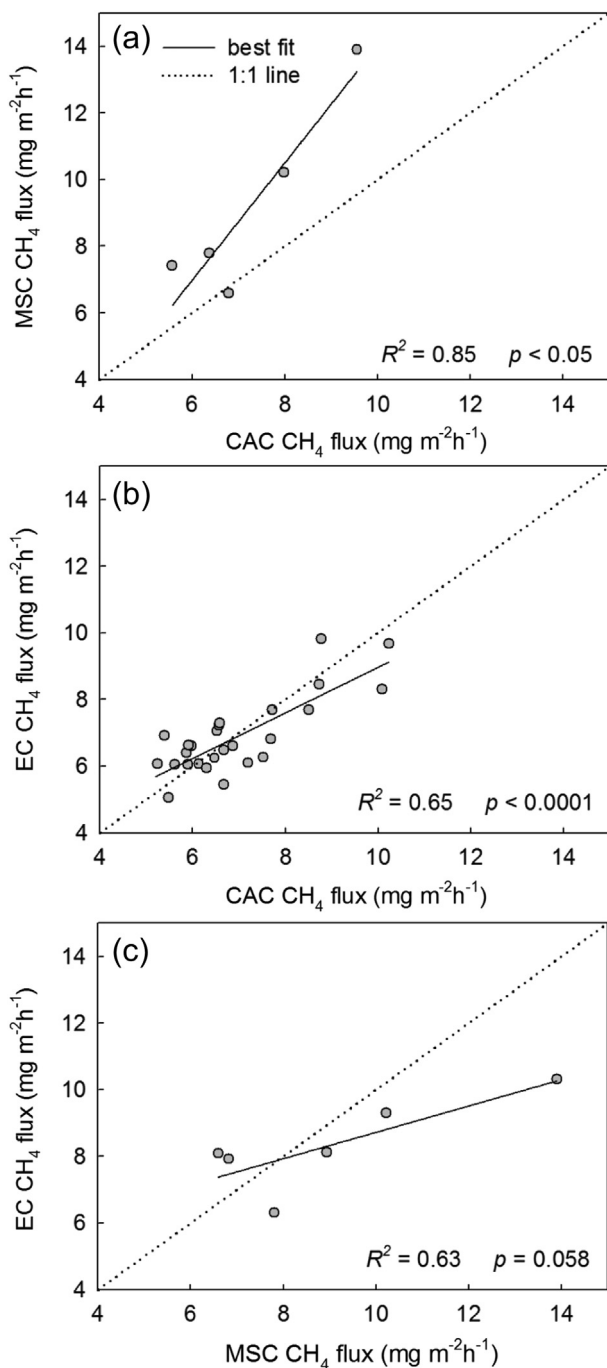 (a)
best fit
1:1 line
14
12
10
8
6
4
MSC CH₄ flux (mg m⁻²h⁻¹)
R² = 0.85 p < 0.05
4 6 8 10 12 14
CAC CH₄ flux (mg m⁻²h⁻¹)
(b)
14
12
10
8
6
4
EC CH₄ flux (mg m⁻²h⁻¹)
R² = 0.65 p < 0.0001
4 6 8 10 12 14
CAC CH₄ flux (mg m⁻²h⁻¹)
(c)
14
12
10
8
6
4
EC CH₄ flux (mg m⁻²h⁻¹)
R² = 0.63 p = 0.058
4 6 8 10 12 14
MSC CH₄ flux (mg m⁻²h⁻¹)